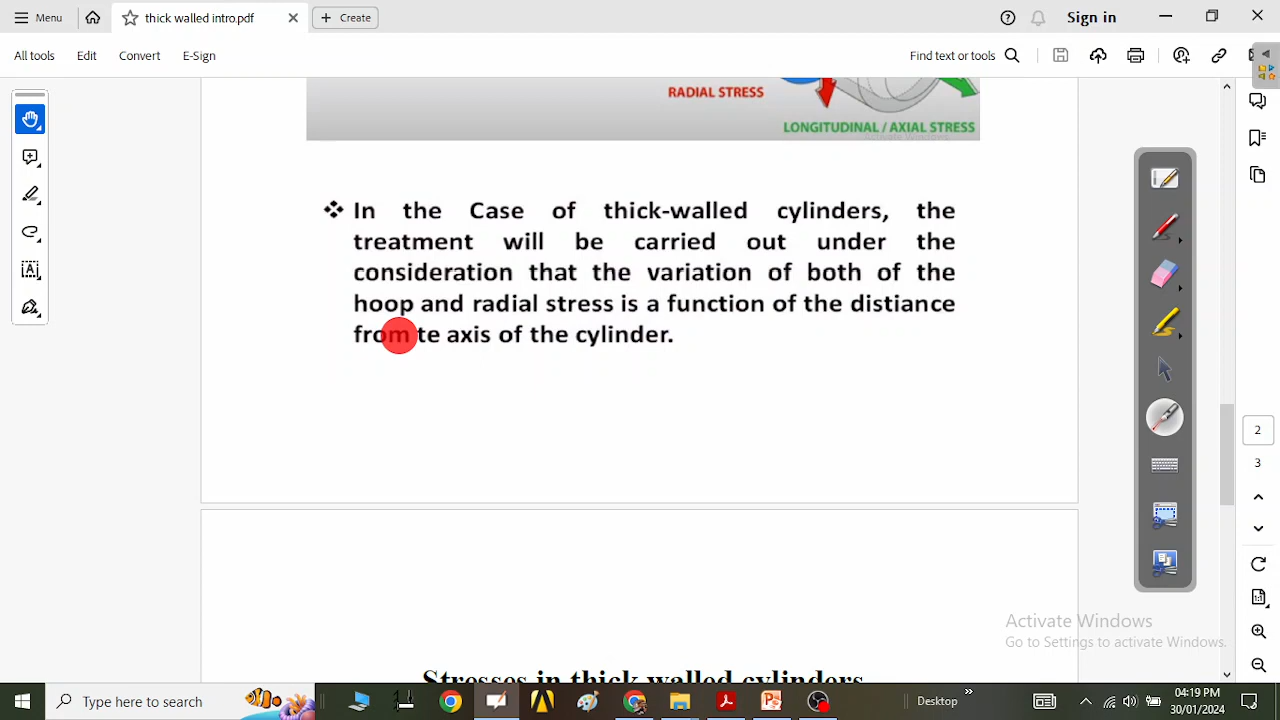 Menu
thick walled intro.pdf
Create
Sign in
All tools
Edit
Convert
E-Sign
Find text or tools
RADIAL STRESS
LONGITUDINAL / AXIAL STRESS
In the Case of thick-walled cylinders, the
treatment will be carried out under the
consideration that the variation of both of the
hoop and radial stress is a function of the distiance
from te axis of the cylinder.
2
3
Stresses in thick walled cylinders
Activate Windows
Go to Settings to activate Windows.
Type here to search
Desktop
04:19 PM
30/01/2024